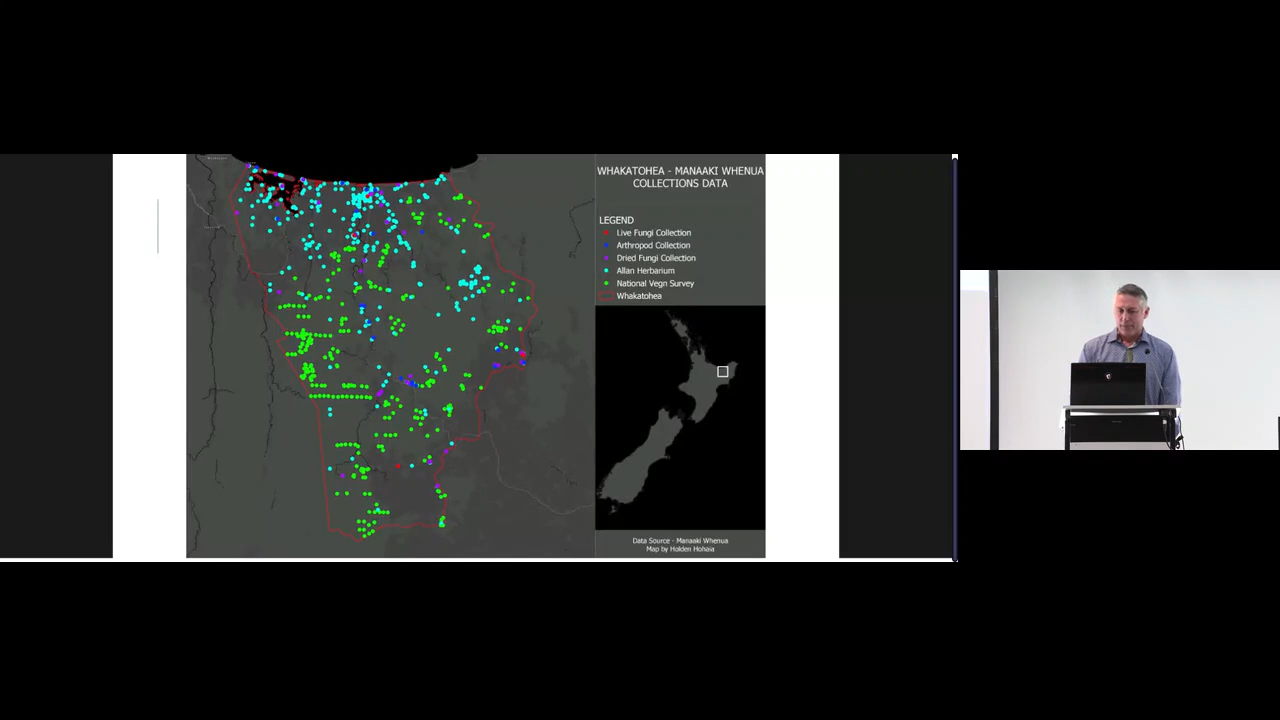 WHAKATOHEA - MANAAKI WHENUA
COLLECTIONS DATA
LEGEND
Live Fungi Collection
Arthropod Collection
Dried Fungi Collection
Allan Herbarium
National Vegn Survey
Whakatohea
Data Source - Manaaki Whenua
Map by Holden Hohaia